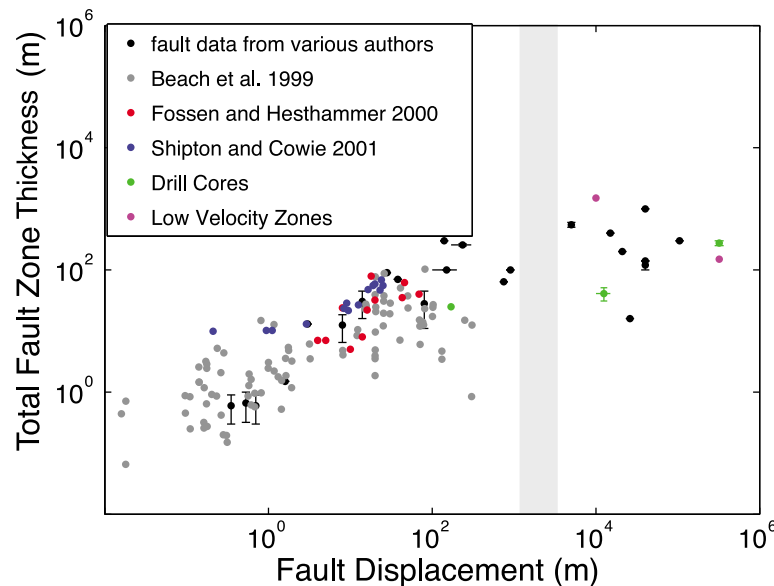 Total Fault Zone Thickness (m)
10^6
10^4
10^2
10^0
fault data from various authors
Beach et al. 1999
Fossen and Hesthammer 2000
Shipton and Cowie 2001
Drill Cores
Low Velocity Zones
10^0 10^2 10^4 10^6
Fault Displacement (m)